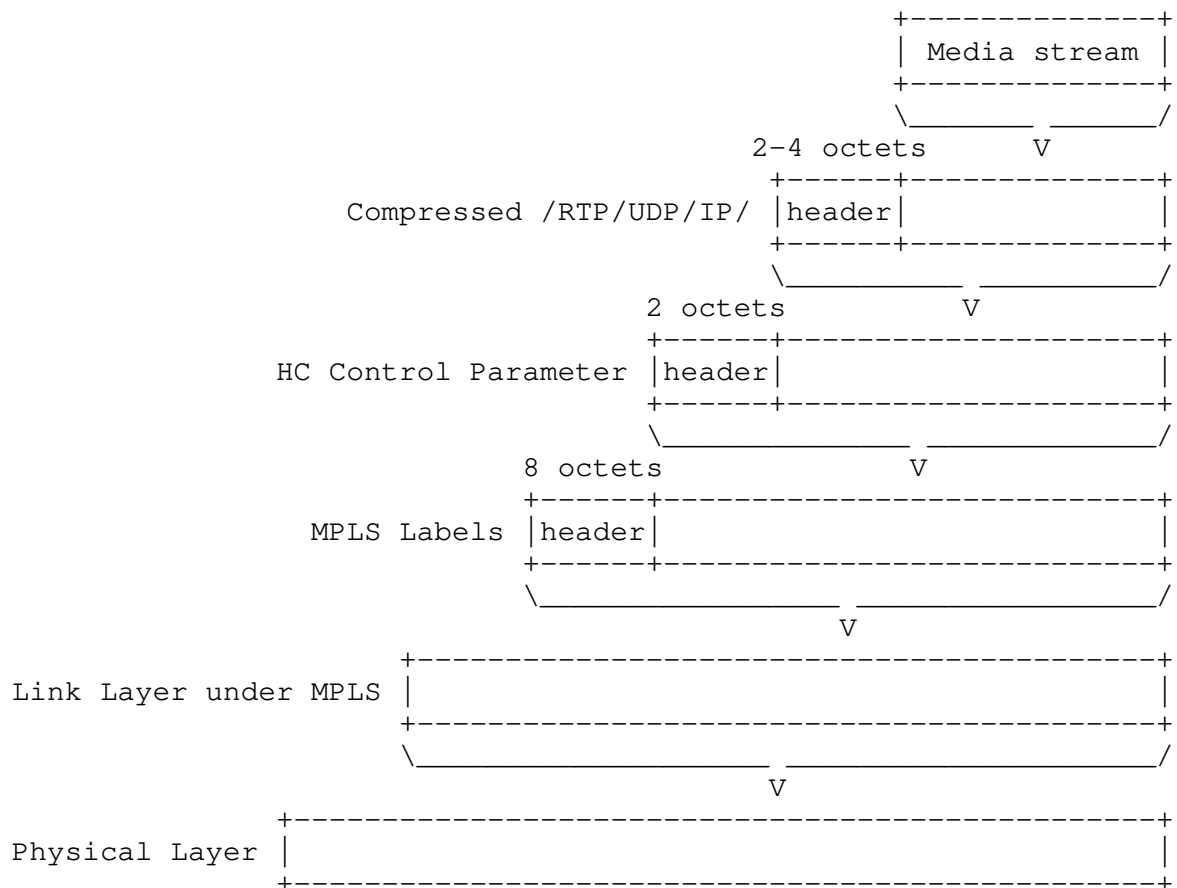 Media stream
2-4 octets V
Compressed /RTP/UDP/IP/ header
2 octets V
HC Control Parameter header
8 octets V
MPLS Labels header
V
Link Layer under MPLS
V
Physical Layer